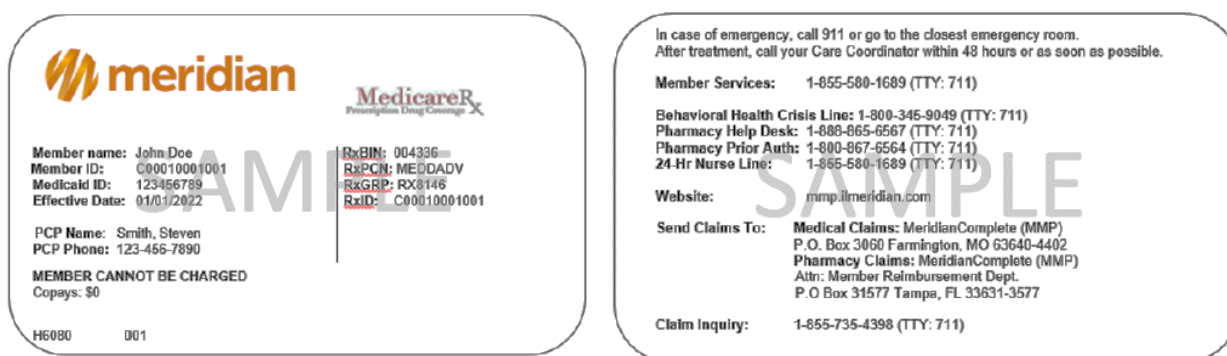 meridian
MedicareRx
Prescription Drug Coverage
Member name: John Doe
Member ID: C00010001001
Medicaid ID: 123456789
Effective Date: 01/01/2022
RxBIN: 004336
RxPCN: MEDDADV
RxGRP: RX8146
RxID: C00010001001
PCP Name: Smith, Steven
PCP Phone: 123-456-7890
MEMBER CANNOT BE CHARGED
Copays: $0
H6080 001
SAMPLE
In case of emergency, call 911 or go to the closest emergency room.
After treatment, call your Care Coordinator within 48 hours or as soon as possible.
Member Services: 1-855-580-1689 (TTY: 711)
Behavioral Health Crisis Line: 1-800-345-9049 (TTY: 711)
Pharmacy Help Desk: 1-888-865-6567 (TTY: 711)
Pharmacy Prior Auth: 1-800-867-6564 (TTY: 711)
24-Hr Nurse Line: 1-855-580-1689 (TTY: 711)
Website: mmp.ilmeridian.com
Send Claims To: Medical Claims: MeridianComplete (MMP)
P.O. Box 3060 Farmington, MO 63640-4402
Pharmacy Claims: MeridianComplete (MMP)
Attn: Member Reimbursement Dept.
P.O Box 31577 Tampa, FL 33631-3577
Claim Inquiry: 1-855-735-4398 (TTY: 711)
SAMPLE